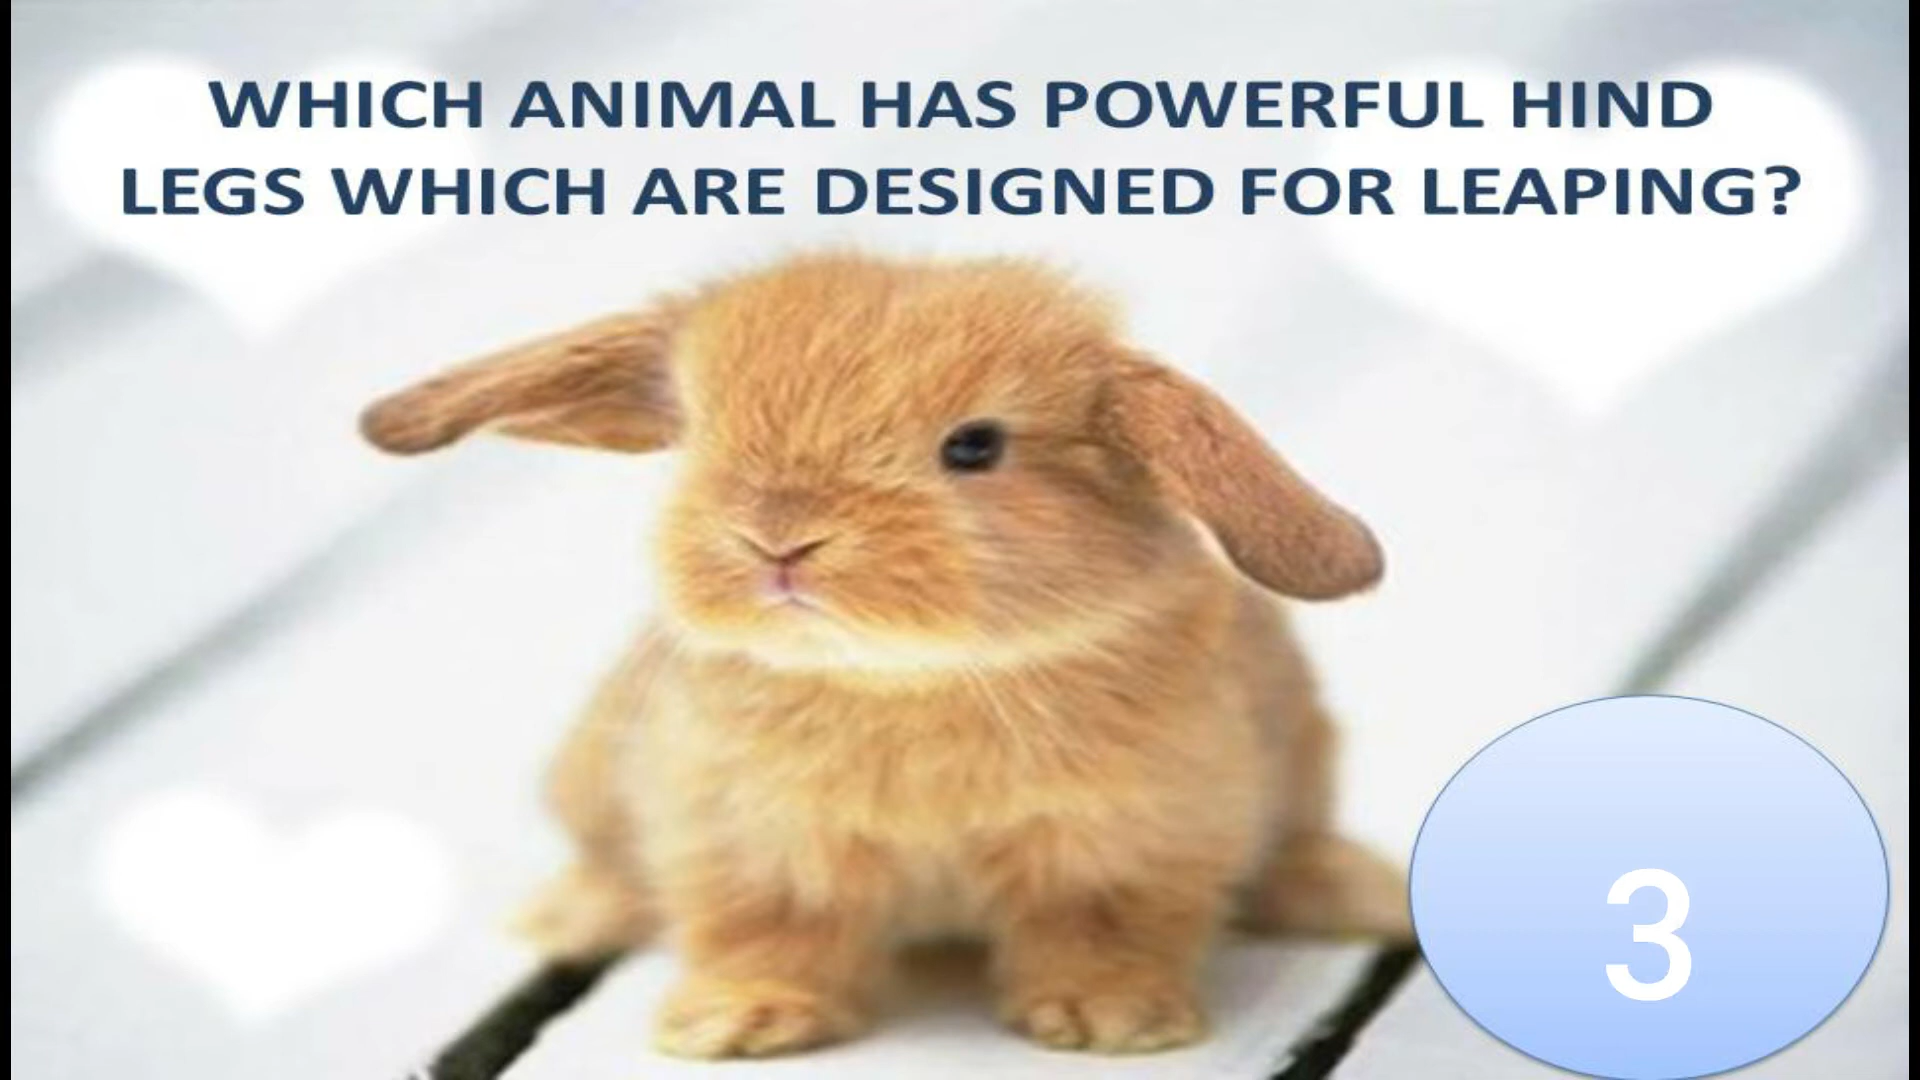 WHICH ANIMAL HAS POWERFUL HIND
LEGS WHICH ARE DESIGNED FOR LEAPING?
3